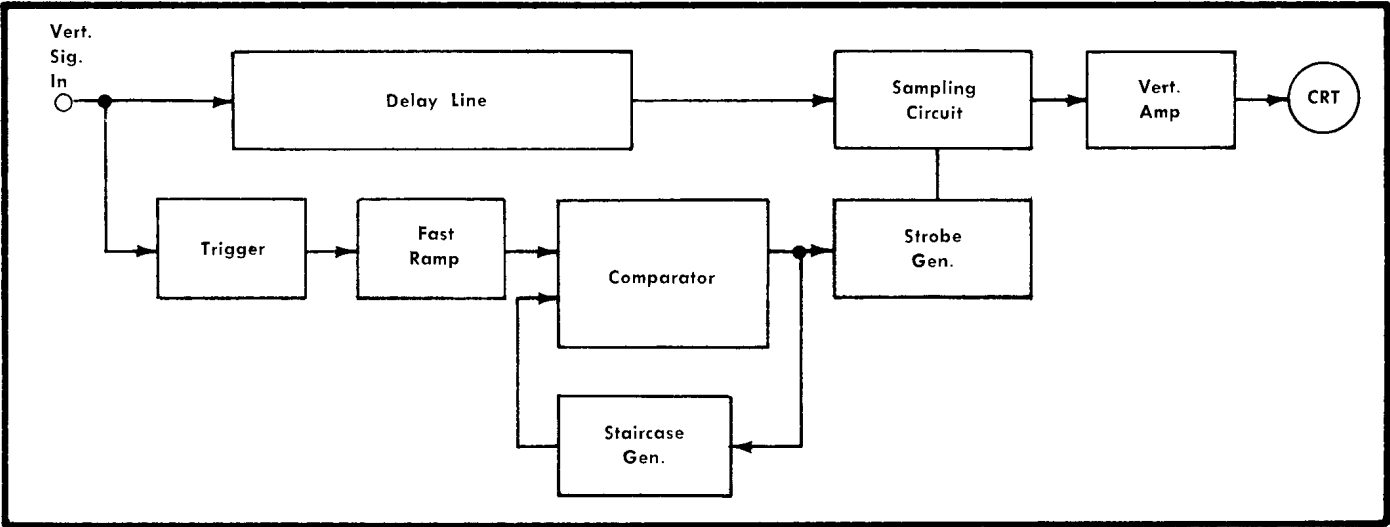 Vert.
Sig.
In
Delay Line
Sampling
Circuit
Vert.
Amp
CRT
Trigger
Fast
Ramp
Comparator
Strobe
Gen.
Staircase
Gen.